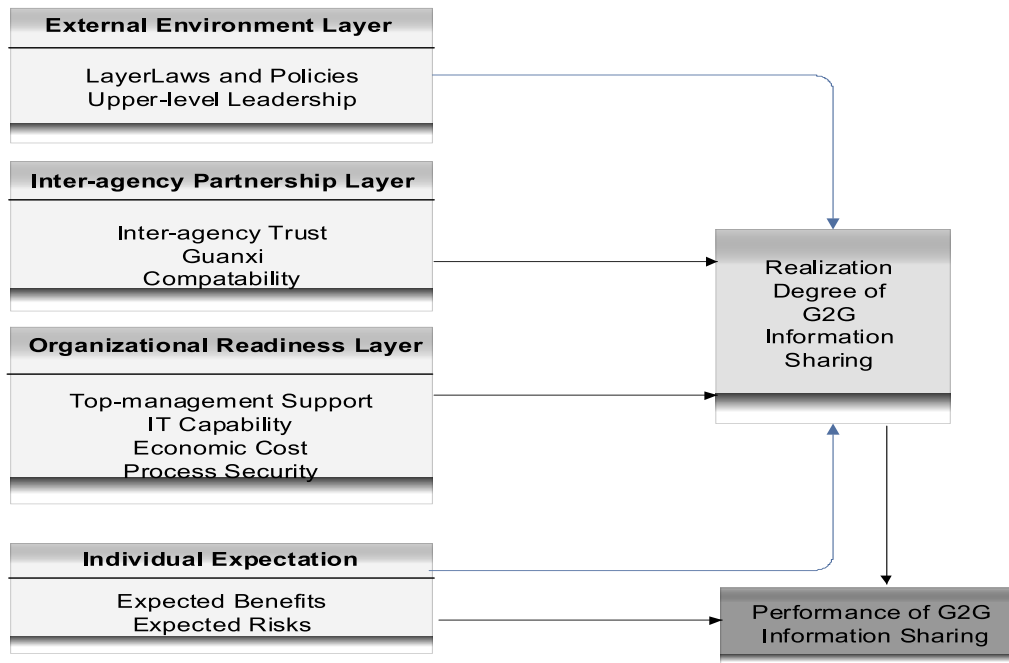 External Environment Layer
LayerLaws and Policies
Upper-level Leadership
Inter-agency Partnership Layer
Inter-agency Trust
Guanxi
Compatability
Organizational Readiness Layer
Top-management Support
IT Capability
Economic Cost
Process Security
Individual Expectation
Expected Benefits
Expected Risks
Realization
Degree of
G2G
Information
Sharing
Performance of G2G
Information Sharing